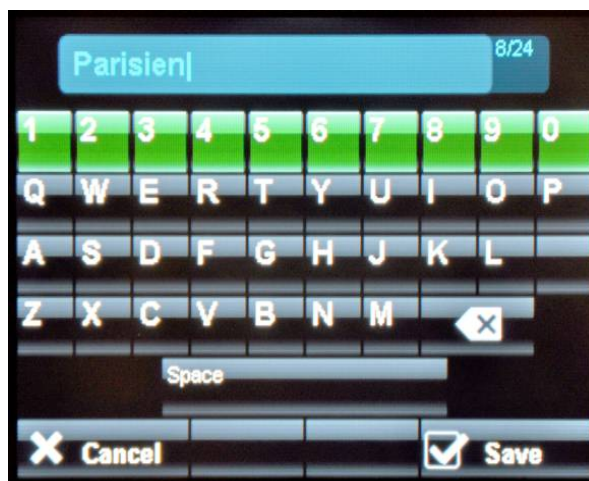 Parisien
8/24
1 2 3 4 5 6 7 8 9 0
Q W E R T Y U I O P
A S D F G H J K L
Z X C V B N M
Space
Cancel Save